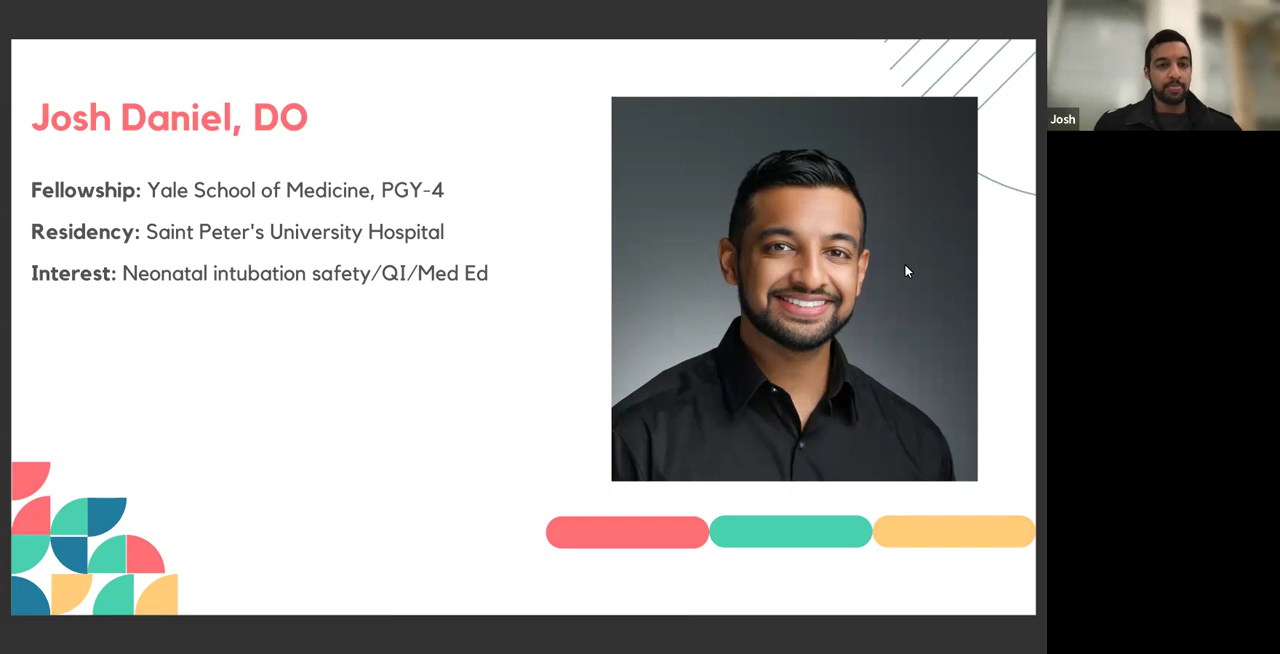 Josh Daniel, DO
Fellowship: Yale School of Medicine, PGY-4
Residency: Saint Peter's University Hospital
Interest: Neonatal intubation safety/QI/Med Ed
Josh